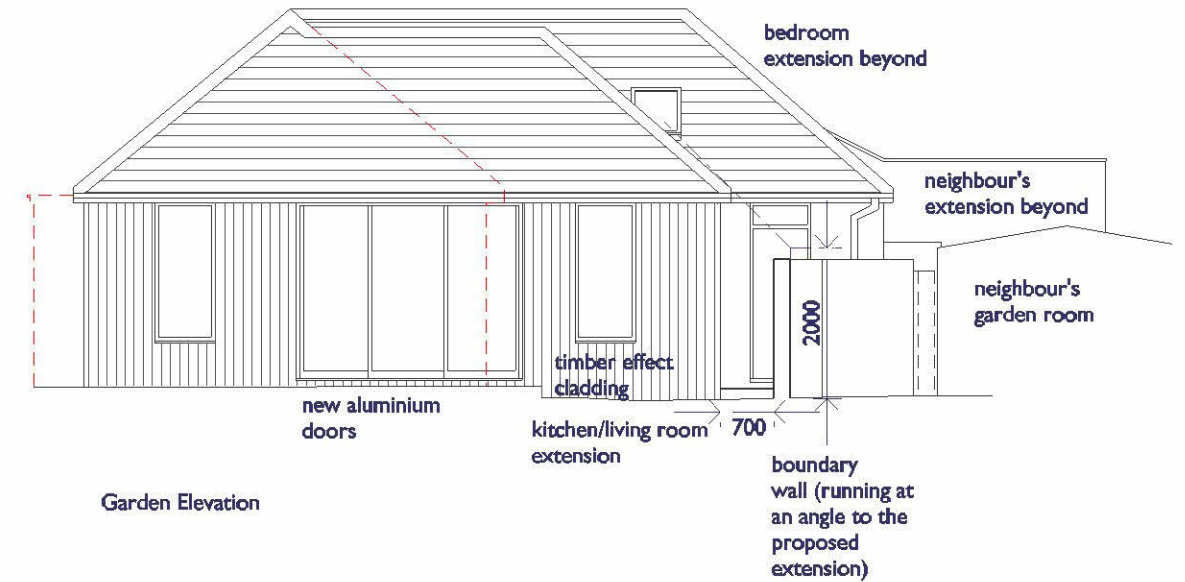 bedroom
extension beyond
neighbour's
extension beyond
neighbour's
garden room
2000
timber effect
cladding
new aluminium
doors
kitchen/living room
extension
700
boundary
wall (running at
an angle to the
proposed
extension)
Garden Elevation